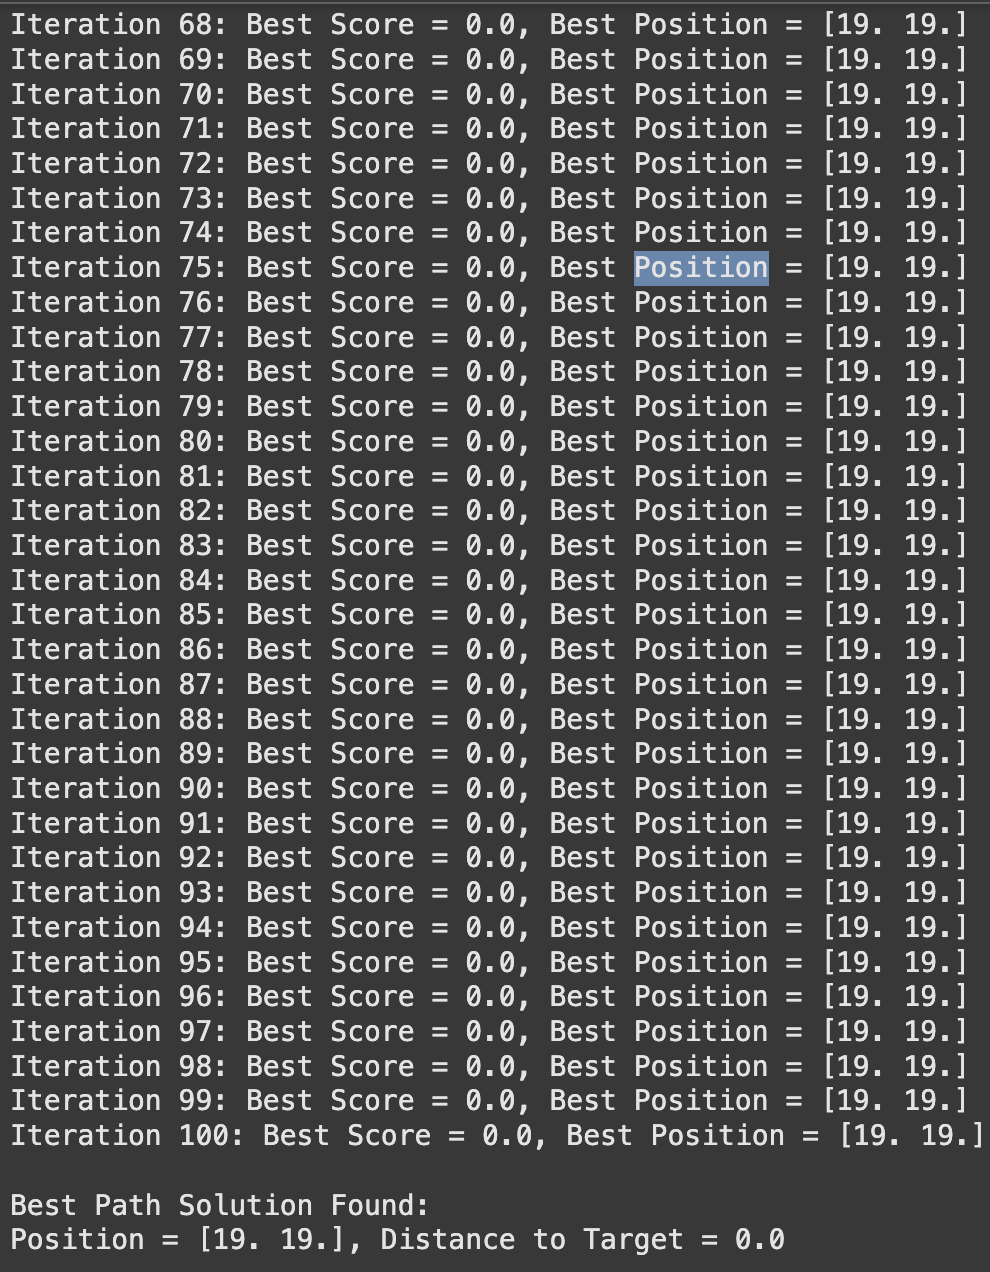 Iteration 68: Best Score = 0.0, Best Position = [19. 19.]
Iteration 69: Best Score = 0.0, Best Position = [19. 19.]
Iteration 70: Best Score = 0.0, Best Position = [19. 19.]
Iteration 71: Best Score = 0.0, Best Position = [19. 19.]
Iteration 72: Best Score = 0.0, Best Position = [19. 19.]
Iteration 73: Best Score = 0.0, Best Position = [19. 19.]
Iteration 74: Best Score = 0.0, Best Position = [19. 19.]
Iteration 75: Best Score = 0.0, Best Position = [19. 19.]
Iteration 76: Best Score = 0.0, Best Position = [19. 19.]
Iteration 77: Best Score = 0.0, Best Position = [19. 19.]
Iteration 78: Best Score = 0.0, Best Position = [19. 19.]
Iteration 79: Best Score = 0.0, Best Position = [19. 19.]
Iteration 80: Best Score = 0.0, Best Position = [19. 19.]
Iteration 81: Best Score = 0.0, Best Position = [19. 19.]
Iteration 82: Best Score = 0.0, Best Position = [19. 19.]
Iteration 83: Best Score = 0.0, Best Position = [19. 19.]
Iteration 84: Best Score = 0.0, Best Position = [19. 19.]
Iteration 85: Best Score = 0.0, Best Position = [19. 19.]
Iteration 86: Best Score = 0.0, Best Position = [19. 19.]
Iteration 87: Best Score = 0.0, Best Position = [19. 19.]
Iteration 88: Best Score = 0.0, Best Position = [19. 19.]
Iteration 89: Best Score = 0.0, Best Position = [19. 19.]
Iteration 90: Best Score = 0.0, Best Position = [19. 19.]
Iteration 91: Best Score = 0.0, Best Position = [19. 19.]
Iteration 92: Best Score = 0.0, Best Position = [19. 19.]
Iteration 93: Best Score = 0.0, Best Position = [19. 19.]
Iteration 94: Best Score = 0.0, Best Position = [19. 19.]
Iteration 95: Best Score = 0.0, Best Position = [19. 19.]
Iteration 96: Best Score = 0.0, Best Position = [19. 19.]
Iteration 97: Best Score = 0.0, Best Position = [19. 19.]
Iteration 98: Best Score = 0.0, Best Position = [19. 19.]
Iteration 99: Best Score = 0.0, Best Position = [19. 19.]
Iteration 100: Best Score = 0.0, Best Position = [19. 19.]
Best Path Solution Found:
Position = [19. 19.], Distance to Target = 0.0